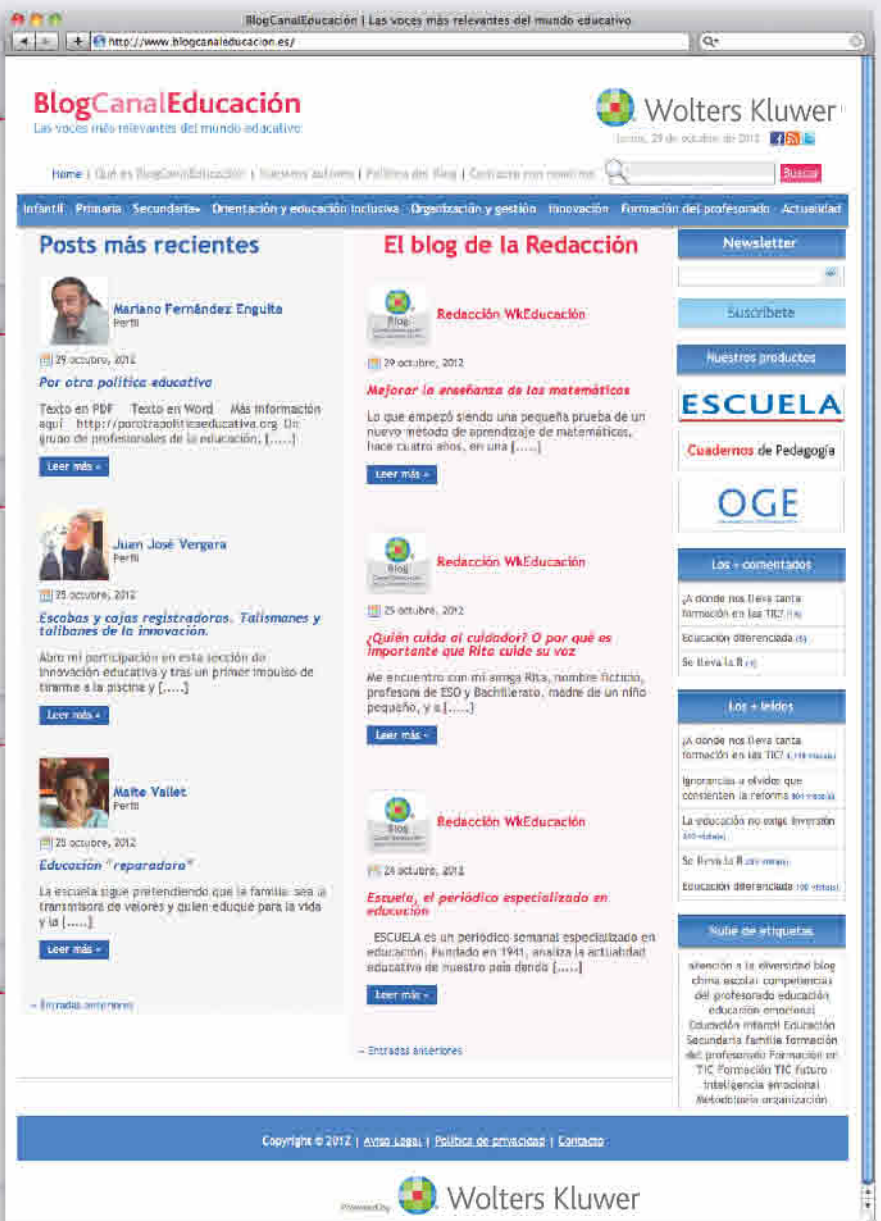 BlogCanalEducación | Las voces más relevantes del mundo educativo
http://www.blogcanaleducacion.es/
BlogCanalEducación
Las voces más relevantes del mundo educativo
Wolters Kluwer
lunes, 29 de octubre de 2012
Home | Qué es BlogCanalEducación | Nuestros autores | Política del Blog | Contacta con nosotros
Buscar
Infantil Primaria Secundaria Orientación y educación inclusiva Organización y gestión Innovación Formación del profesorado Actualidad
Posts más recientes
Mariano Fernández Enguita
Perfil
29 octubre, 2012
Por otra política educativa
Texto en PDF Texto en Word Más información
aquí http://porotrapoliticaeducativa.org Un
grupo de profesionales de la educación, [.....]
Leer más »
Juan José Vergara
Perfil
25 octubre, 2012
Escobas y cajas registradoras. Talismanes y
talibanes de la innovación.
Abro mi participación en esta sección de
innovación educativa y tras un primer impulso de
tirarme a la piscina y [.....]
Leer más »
Maite Vallet
Perfil
25 octubre, 2012
Educación "reparadora"
La escuela sigue pretendiendo que la familia sea la
transmisora de valores y quien eduque para la vida
y la [.....]
Leer más »
← Entradas anteriores
El blog de la Redacción
Blog
Redacción WkEducación
29 octubre, 2012
Mejorar la enseñanza de las matemáticas
Lo que empezó siendo una pequeña prueba de un
nuevo método de aprendizaje de matemáticas,
hace cuatro años, en una [.....]
Leer más »
Blog
Redacción WkEducación
25 octubre, 2012
¿Quién cuida al cuidador? O por qué es
importante que Rita cuide su voz
Me encuentro con mi amiga Rita, nombre ficticio,
profesora de ESO y Bachillerato, madre de un niño
pequeño, y a [.....]
Leer más »
Blog
Redacción WkEducación
24 octubre, 2012
Escuela, el periódico especializado en
educación
ESCUELA es un periódico semanal especializado en
educación. Fundado en 1941, analiza la actualidad
educativa de nuestro país dando [.....]
Leer más »
← Entradas anteriores
Newsletter
Suscríbete
Nuestros productos
ESCUELA
Cuadernos de Pedagogía
OGE
Los + comentados
¿A dónde nos lleva tanta
formación en las TIC?
Educación diferenciada
Se lleva la R
Los + leídos
¿A dónde nos lleva tanta
formación en las TIC?
Ignorancias u olvidos que
consienten la reforma
La educación no exige inversión
Se lleva la R
Educación diferenciada
Nube de etiquetas
atención a la diversidad blog
clima escolar competencias
del profesorado educación
educación emocional
Educación Infantil Educación
Secundaria familia formación
del profesorado Formación en
TIC Formación TIC futuro
inteligencia emocional
Metodología organización
Copyright © 2012 | Aviso Legal | Política de privacidad | Contacto
Powered by Wolters Kluwer